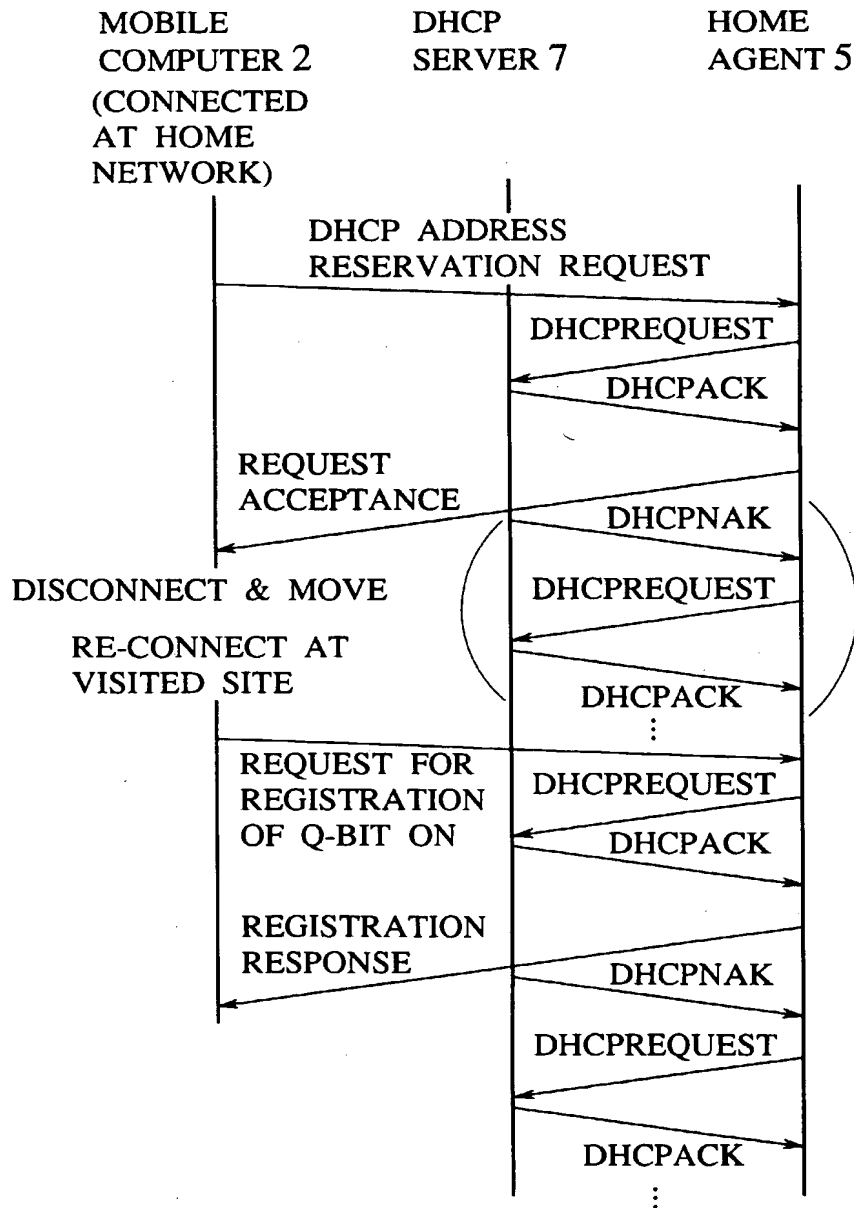 MOBILE
COMPUTER 2
(CONNECTED
AT HOME
NETWORK)
DHCP
SERVER 7
HOME
AGENT 5
DHCP ADDRESS
RESERVATION REQUEST
DHCPREQUEST
DHCPACK
REQUEST
ACCEPTANCE
DHCPNAK
DISCONNECT & MOVE
DHCPREQUEST
RE-CONNECT AT
VISITED SITE
DHCPACK
⋮
REQUEST FOR
REGISTRATION
OF Q-BIT ON
DHCPREQUEST
DHCPACK
REGISTRATION
RESPONSE
DHCPNAK
DHCPREQUEST
DHCPACK
⋮